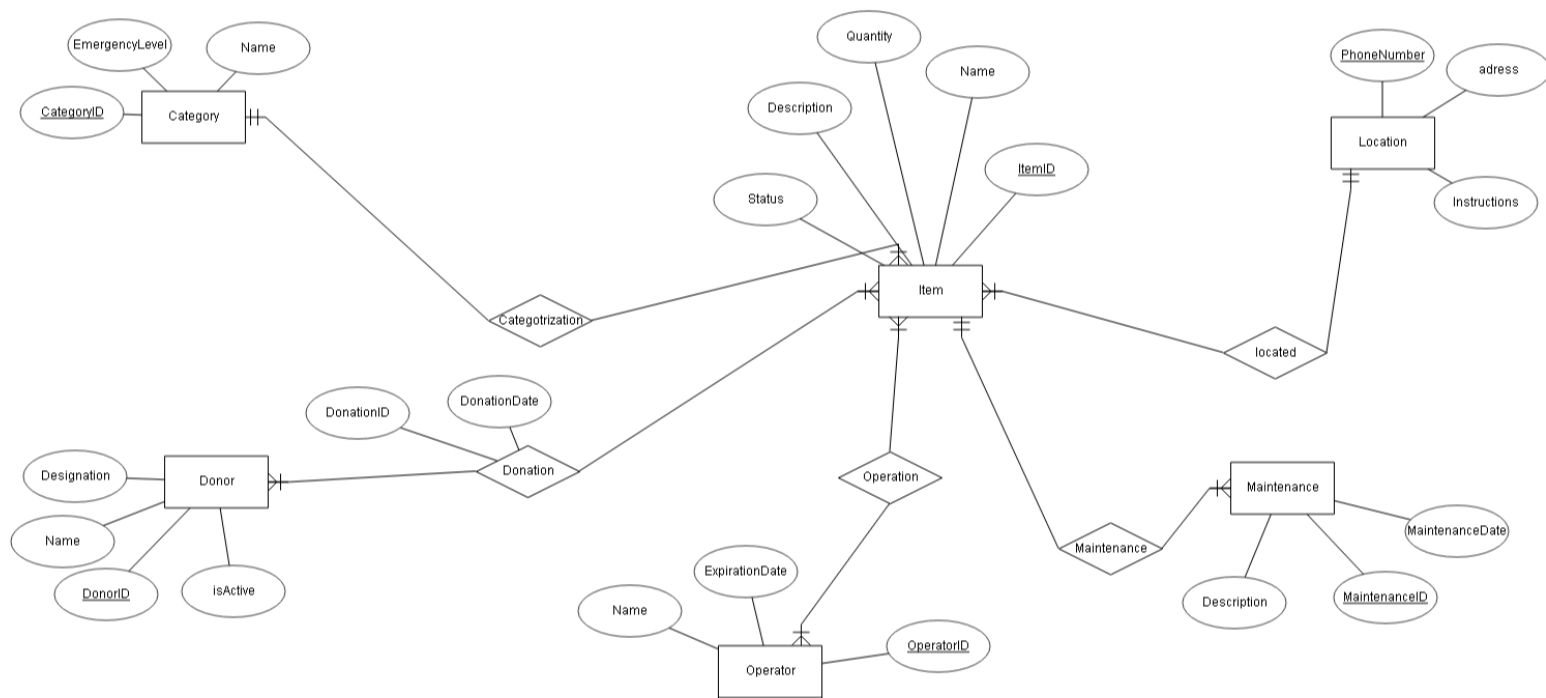 Quantity
EmergencyLevel
Name
PhoneNumber
Name
adress
CategoryID
Category
Description
Location
ItemID
Status
Instructions
Item
Categotrization
located
DonationID
DonationDate
Designation
Donor
Donation
Operation
Maintenance
MaintenanceDate
Name
Maintenance
ExpirationDate
DonorID
isActive
Name
Description
MaintenanceID
Operator
OperatorID